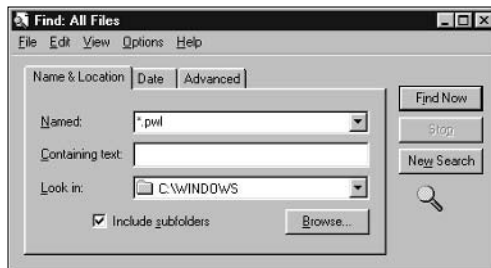 Find: All Files
File Edit View Options Help
Name & Location Date Advanced
Named: *.pwl
Containing text:
Look in: C:\WINDOWS
Include subfolders Browse...
Find Now
Stop
New Search